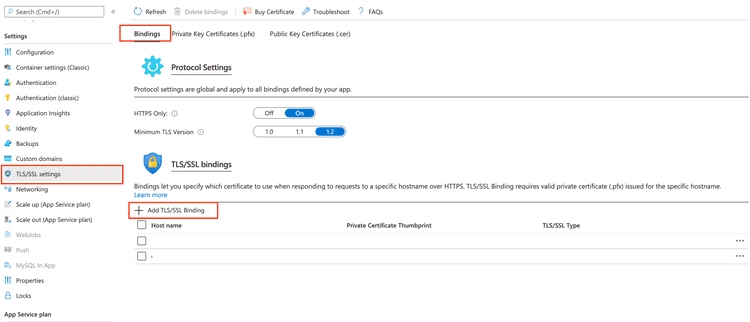 Search (Cmd+/)
«
Refresh
Delete bindings
Buy Certificate
Troubleshoot
? FAQs
Settings
Configuration
Container settings (Classic)
Authentication
Authentication (classic)
Application Insights
Identity
Backups
Custom domains
TLS/SSL settings
Networking
Scale up (App Service plan)
Scale out (App Service plan)
WebJobs
Push
MySQL In App
Properties
Locks
App Service plan
Bindings
Private Key Certificates (.pfx)
Public Key Certificates (.cer)
Protocol Settings
Protocol settings are global and apply to all bindings defined by your app.
HTTPS Only:
Off
On
Minimum TLS Version
1.0
1.1
1.2
TLS/SSL bindings
Bindings let you specify which certificate to use when responding to requests to a specific hostname over HTTPS. TLS/SSL Binding requires valid private certificate (.pfx) issued for the specific hostname.
Learn more
Add TLS/SSL Binding
Host name
Private Certificate Thumbprint
TLS/SSL Type